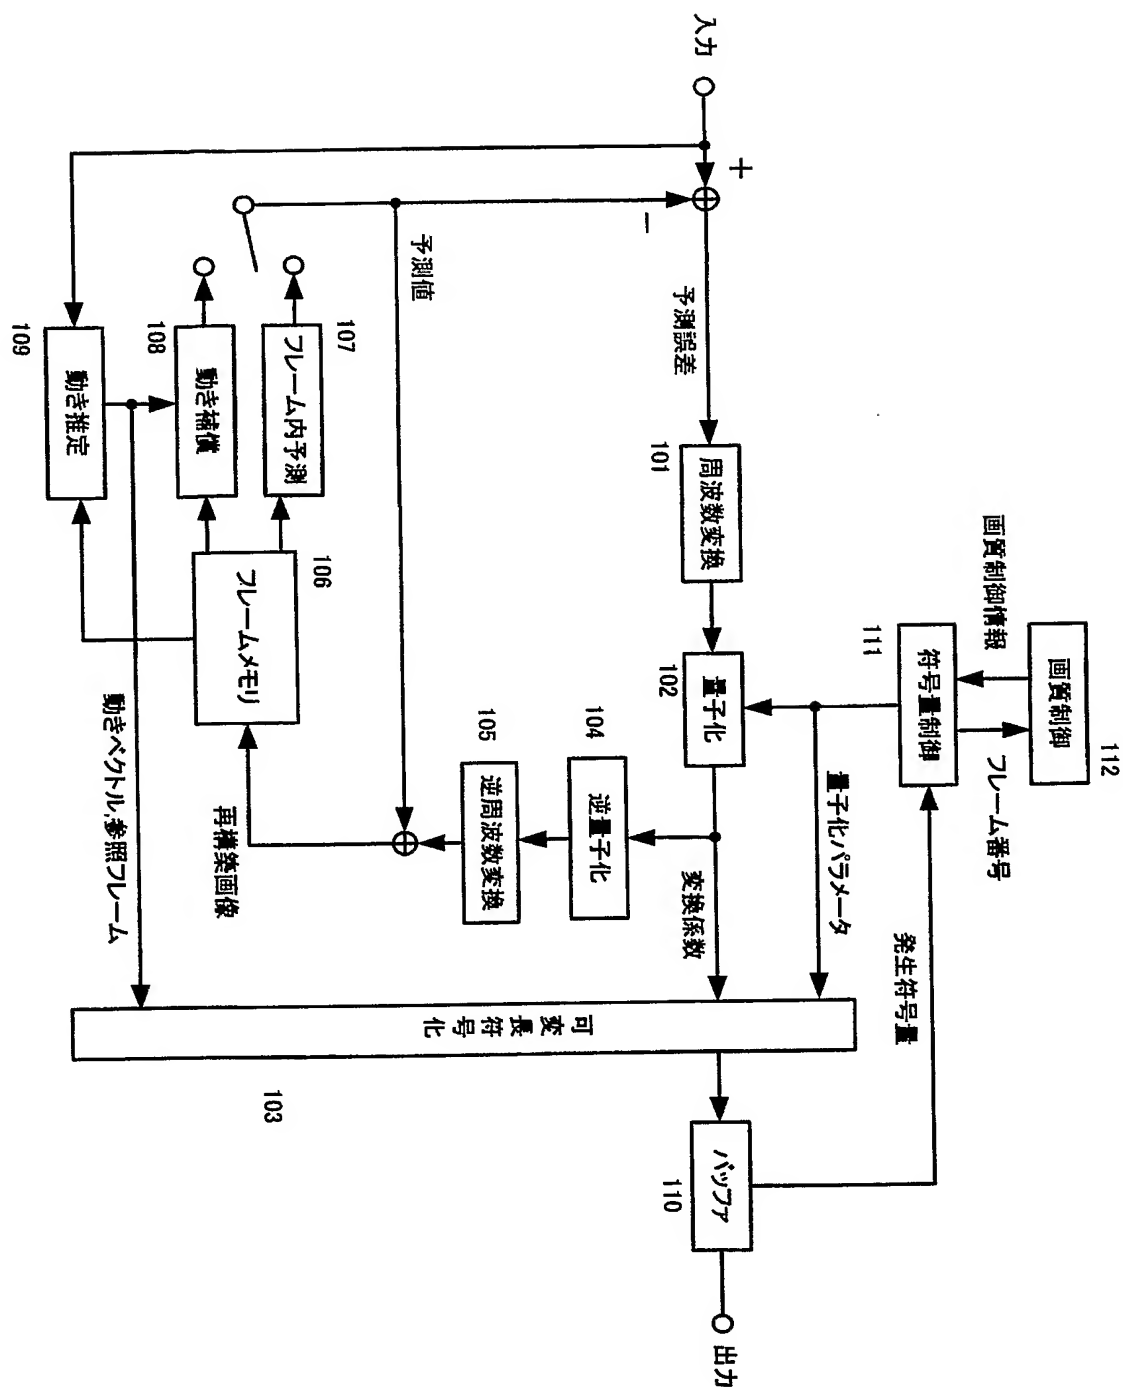 入力
＋
−
予測誤差
101
周波数変換
102
量子化
画質制御
112
画質制御情報
フレーム番号
111
符号量制御
量子化パラメータ
変換係数
発生符号量
104
逆量子化
105
逆周波数変換
予測値
再構築画像
107
フレーム内予測
108
動き補償
109
動き推定
106
フレームメモリ
動きベクトル,参照フレーム
可変長符号化
103
バッファ
110
出力